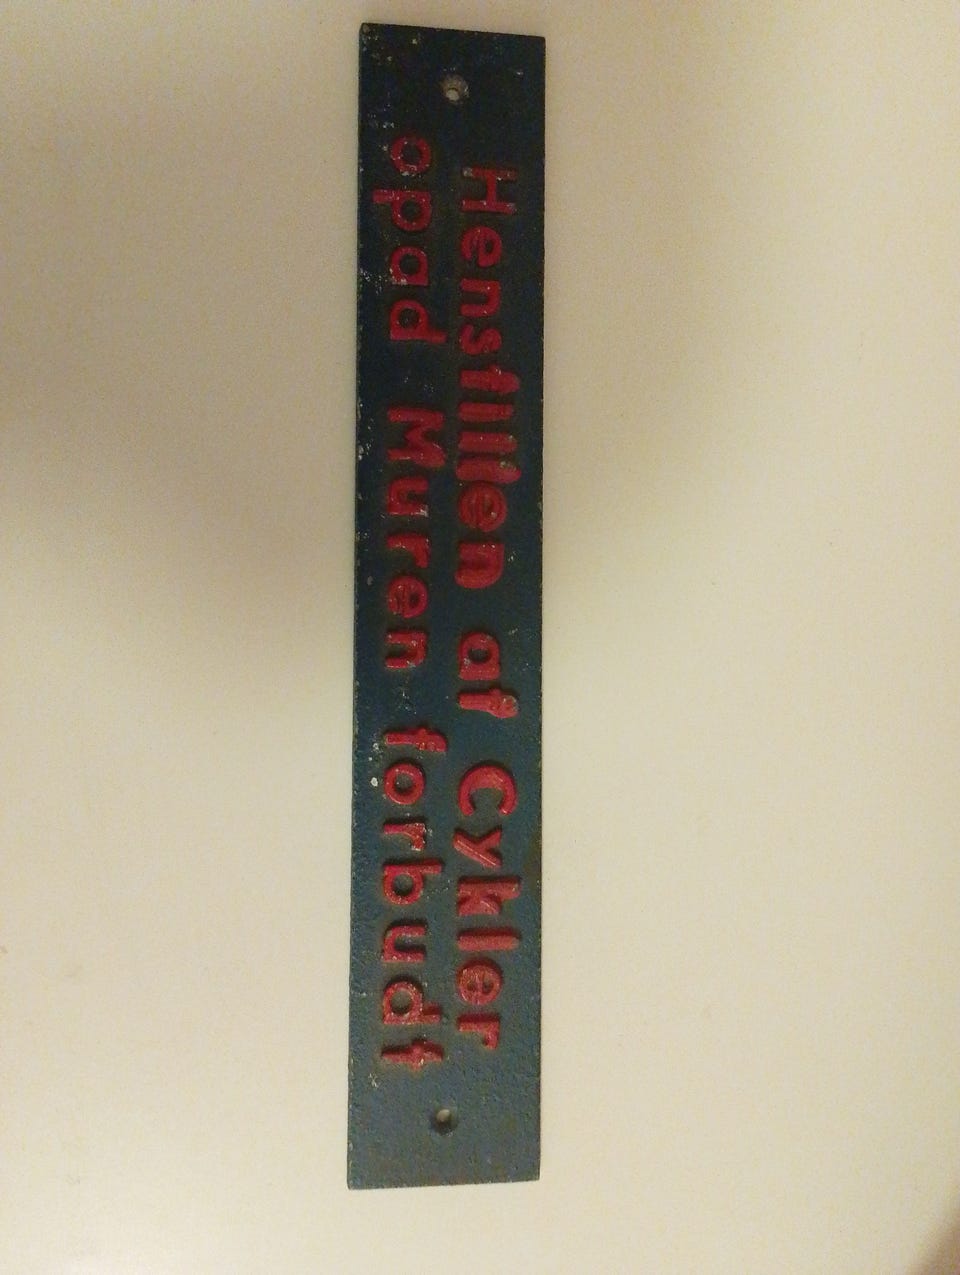 Henstillen af Cykler
opad Muren forbudt